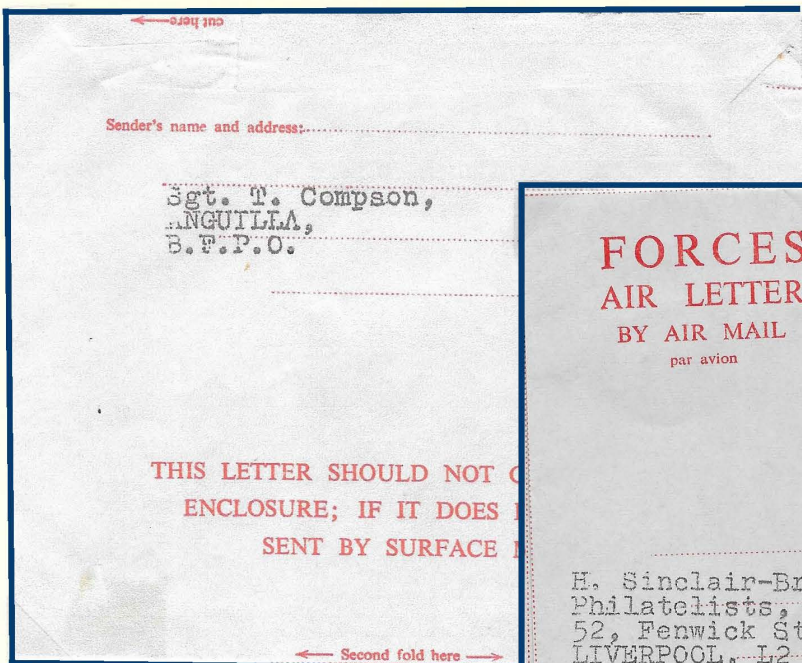 cut here
Sender's name and address:
Sgt. T. Compson,
ANGUILLA,
B.F.P.O.
THIS LETTER SHOULD NOT
ENCLOSURE; IF IT DOES
SENT BY SURFACE
Second fold here
FORCES
AIR LETTER
BY AIR MAIL
par avion
H. Sinclair-Br
Philatelists,
52, Fenwick St
LIVERPOOL. L2